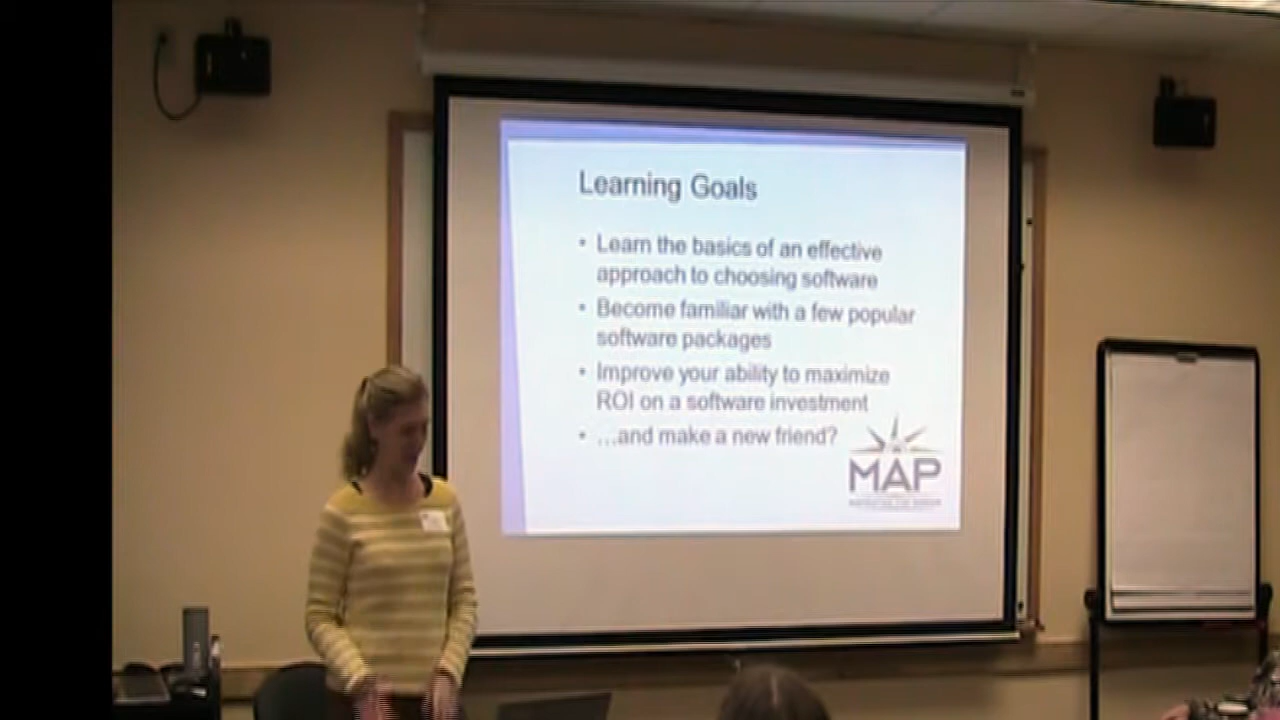 Learning Goals
• Learn the basics of an effective
approach to choosing software
• Become familiar with a few popular
software packages
• Improve your ability to maximize
ROI on a software investment
• ...and make a new friend?
MAP